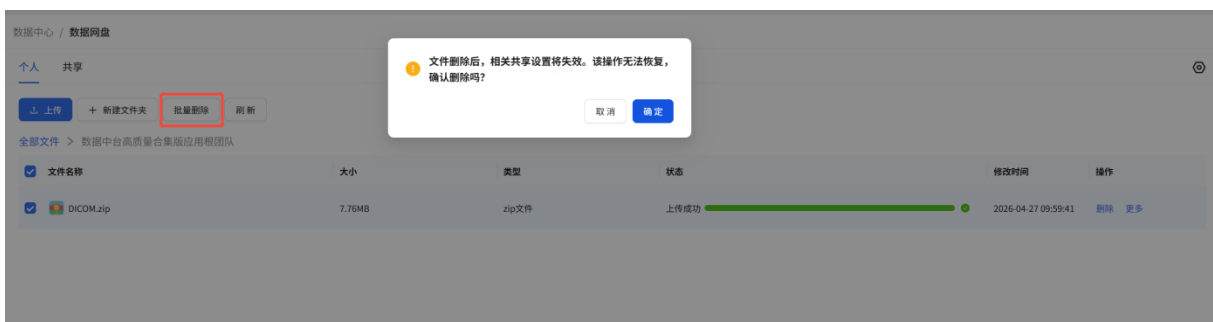 数据中心 / 数据网盘
文件删除后，相关共享设置将失效。该操作无法恢复，
确认删除吗？
取 消 确 定
个人 共享
上传 + 新建文件夹 批量删除 刷 新
全部文件 > 数据中台高质量合集版应用根团队
文件名称 大小 类型 状态 修改时间 操作
DICOM.zip 7.76MB zip文件 上传成功 2026-04-27 09:59:41 删除 更多